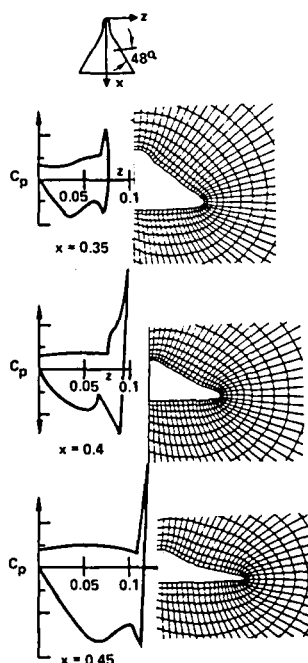 z
48°
x
Cp
z
0.05
0.1
x = 0.35
Cp
0.05
z
0.1
x = 0.4
Cp
0.05
0.1
x = 0.45